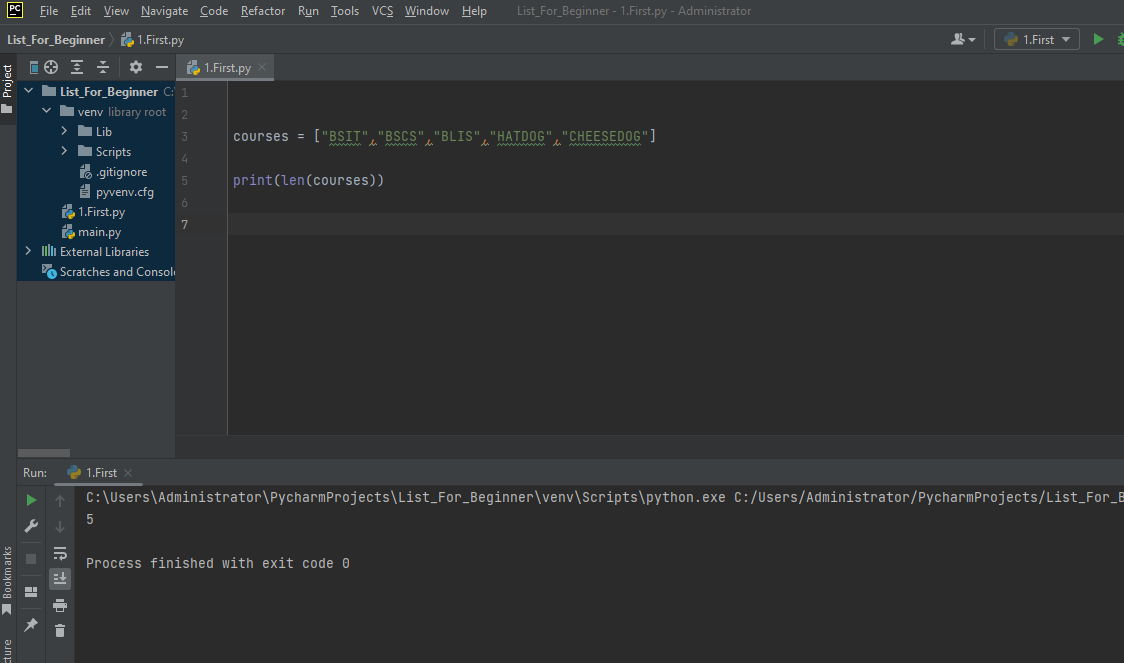 PC File Edit View Navigate Code Refactor Run Tools VCS Window Help List_For_Beginner - 1.First.py - Administrator
List_For_Beginner 1.First.py 1.First
Project
1.First.py
List_For_Beginner C:
venv library root
Lib
Scripts
.gitignore
pyvenv.cfg
1.First.py
main.py
External Libraries
Scratches and Consol
1
2
3 courses = ["BSIT","BSCS","BLIS","HATDOG","CHEESEDOG"]
4
5 print(len(courses))
6
7
Run: 1.First
C:\Users\Administrator\PycharmProjects\List_For_Beginner\venv\Scripts\python.exe C:/Users/Administrator/PycharmProjects/List_For_B
5
Process finished with exit code 0
Bookmarks
cture